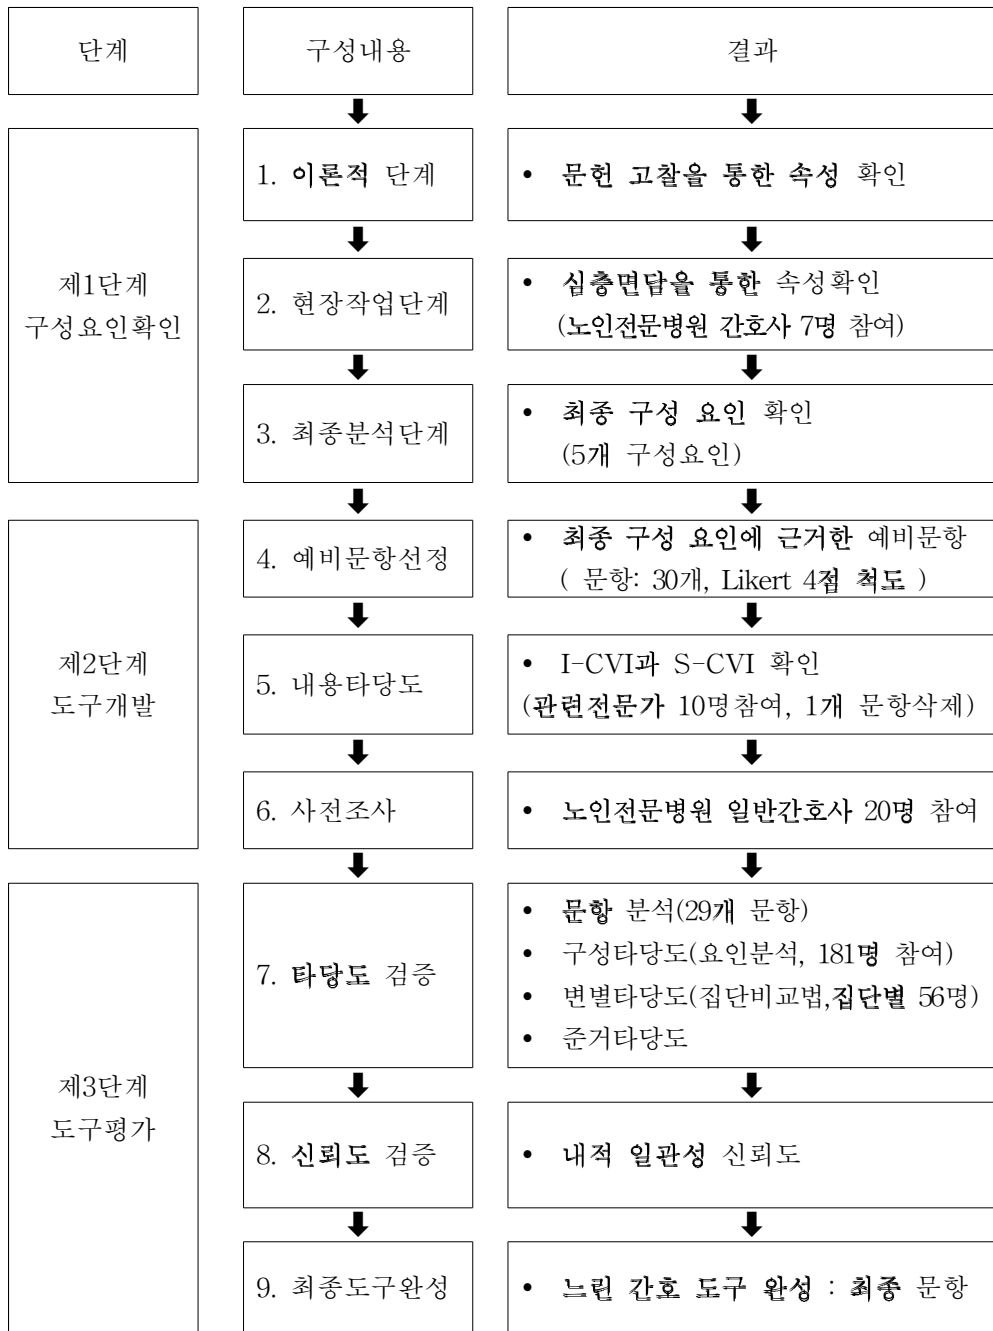 단계
구성내용
결과
제1단계
구성요인확인
1. 이론적 단계
• 문헌 고찰을 통한 속성 확인
2. 현장작업단계
• 심층면담을 통한 속성확인
(노인전문병원 간호사 7명 참여)
3. 최종분석단계
• 최종 구성 요인 확인
(5개 구성요인)
제2단계
도구개발
4. 예비문항선정
• 최종 구성 요인에 근거한 예비문항
( 문항: 30개, Likert 4점 척도 )
5. 내용타당도
• I-CVI과 S-CVI 확인
(관련전문가 10명참여, 1개 문항삭제)
6. 사전조사
• 노인전문병원 일반간호사 20명 참여
제3단계
도구평가
7. 타당도 검증
• 문항 분석(29개 문항)
• 구성타당도(요인분석, 181명 참여)
• 변별타당도(집단비교법,집단별 56명)
• 준거타당도
8. 신뢰도 검증
• 내적 일관성 신뢰도
9. 최종도구완성
• 느린 간호 도구 완성 : 최종 문항